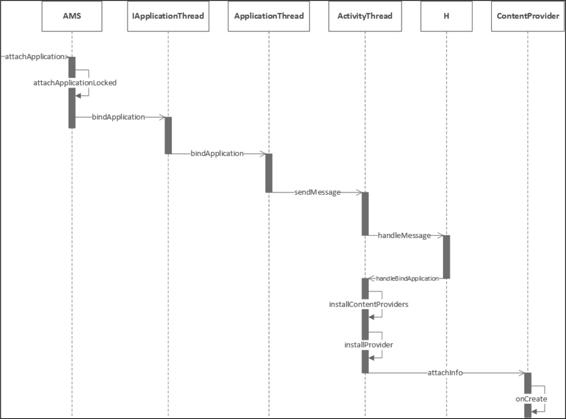 AMS
IApplicationThread
ApplicationThread
ActivityThread
H
ContentProvider
attachApplication
attachApplicationLocked
bindApplication
bindApplication
sendMessage
handleMessage
handleBindApplication
installContentProviders
installProvider
attachInfo
onCreate